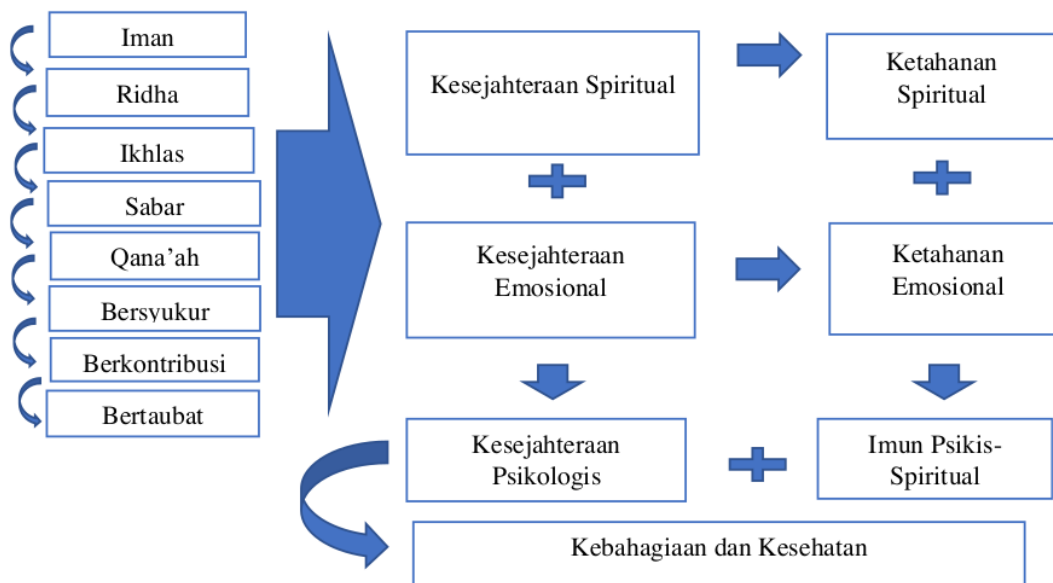 Iman
Ridha
Ikhlas
Sabar
Qana’ah
Bersyukur
Berkontribusi
Bertaubat
Kesejahteraan Spiritual
Ketahanan
Spiritual
Kesejahteraan
Emosional
Ketahanan
Emosional
Kesejahteraan
Psikologis
Imun Psikis-
Spiritual
Kebahagiaan dan Kesehatan